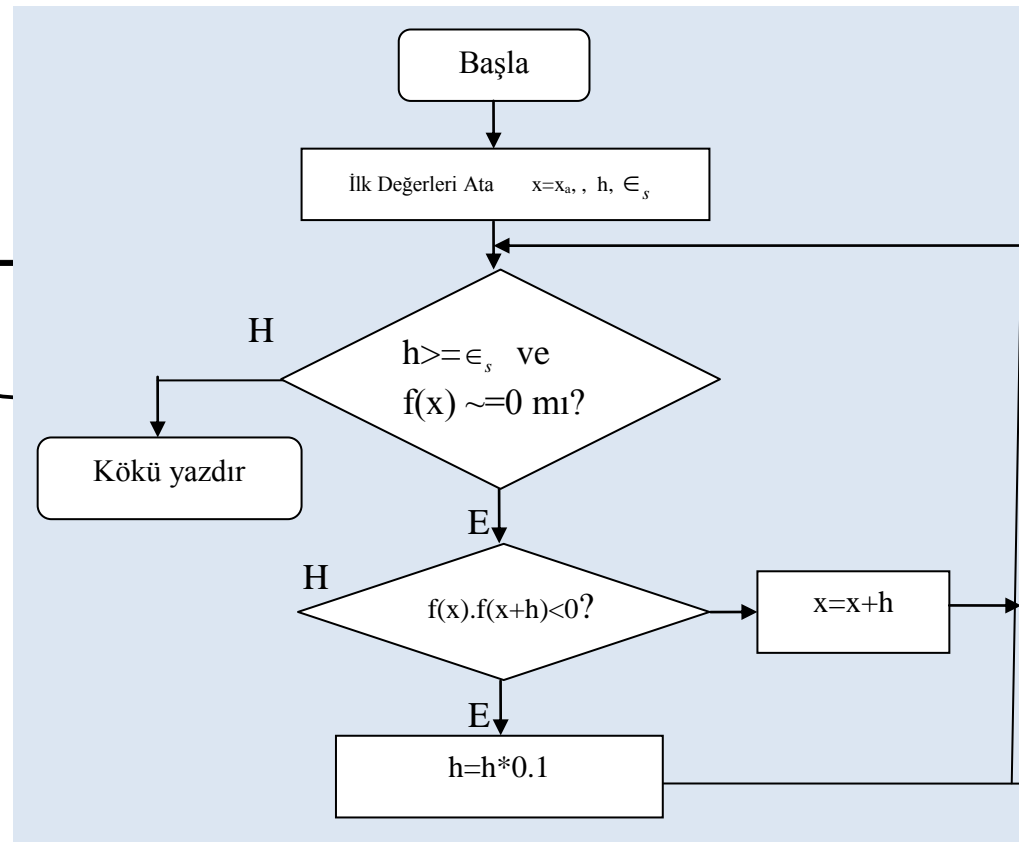 Başla
İlk Değerleri Ata x=xₐ, , h, ∈ₛ
H
h>=∈ₛ ve
f(x) ~=0 mı?
Kökü yazdır
E
H
f(x).f(x+h)<0?
x=x+h
E
h=h*0.1